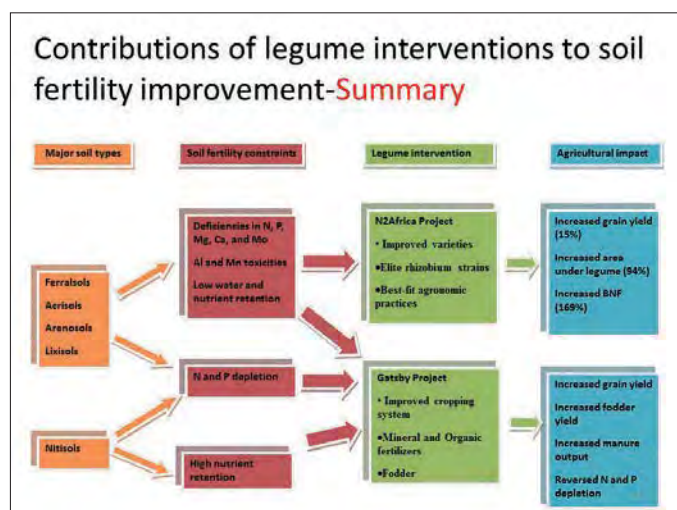 Contributions of legume interventions to soil
fertility improvement-Summary
Major soil types
Soil fertility constraints
Legume intervention
Agricultural impact
Ferralsols
Acrisols
Arenosols
Lixisols
Nitisols
Deficiencies in N, P,
Mg, Ca, and Mo
Al and Mn toxicities
Low water and
nutrient retention
N and P depletion
High nutrient
retention
N2Africa Project
• Improved varieties
•Elite rhizobium strains
•Best-fit agronomic
practices
Gatsby Project
• Improved cropping
system
•Mineral and Organic
fertilizers
•Fodder
Increased grain yield
(15%)
Increased area
under legume (94%)
Increased BNF
(169%)
Increased grain yield
Increased fodder
yield
Increased manure
output
Reversed N and P
depletion